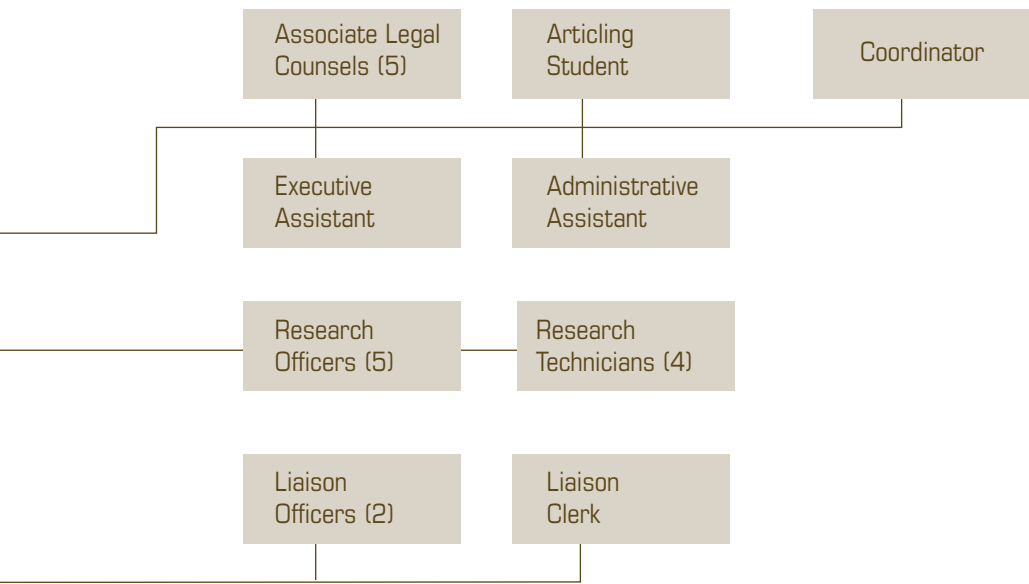 Associate Legal
Counsels (5)
Articling
Student
Coordinator
Executive
Assistant
Administrative
Assistant
Research
Officers (5)
Research
Technicians (4)
Liaison
Officers (2)
Liaison
Clerk